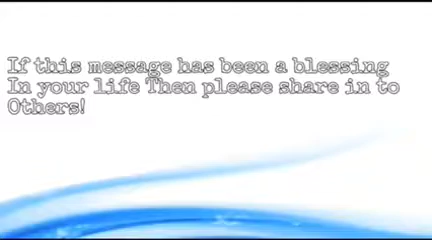 If this message has been a blessing
In your life Then please share in to
Others!